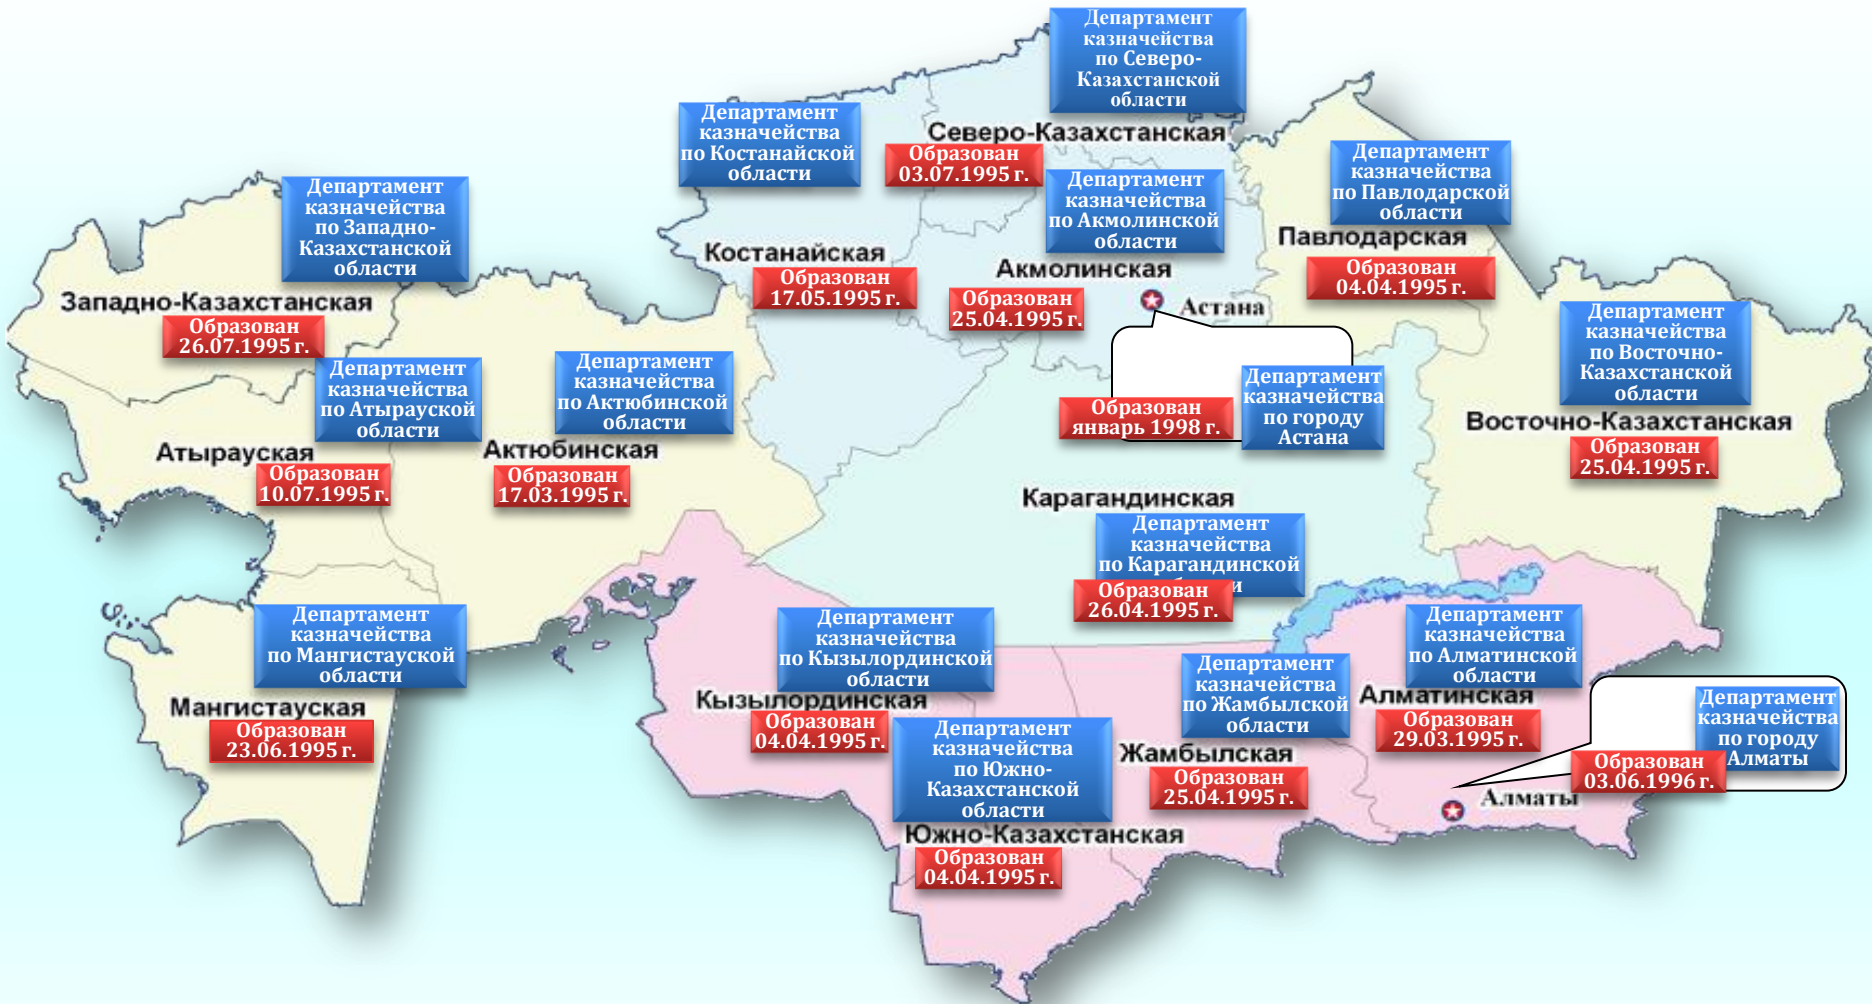 Департамент
казначейства
по Северо-
Казахстанской
области
Северо-Казахстанская
Образован
03.07.1995 г.
Департамент
казначейства
по Костанайской
области
Костанайская
Образован
17.05.1995 г.
Департамент
казначейства
по Акмолинской
области
Акмолинская
Образован
25.04.1995 г.
Департамент
казначейства
по Павлодарской
области
Павлодарская
Образован
04.04.1995 г.
Департамент
казначейства
по Западно-
Казахстанской
области
Западно-Казахстанская
Образован
26.07.1995 г.
Астана
Департамент
казначейства
по городу
Астана
Образован
январь 1998 г.
Департамент
казначейства
по Восточно-
Казахстанской
области
Восточно-Казахстанская
Образован
25.04.1995 г.
Департамент
казначейства
по Атырауской
области
Атырауская
Образован
10.07.1995 г.
Департамент
казначейства
по Актюбинской
области
Актюбинская
Образован
17.03.1995 г.
Карагандинская
Департамент
казначейства
по Карагандинской
Образован
26.04.1995 г.
Департамент
казначейства
по Мангистауской
области
Мангистауская
Образован
23.06.1995 г.
Департамент
казначейства
по Кызылординской
области
Кызылординская
Образован
04.04.1995 г.
Департамент
казначейства
по Южно-
Казахстанской
области
Южно-Казахстанская
Образован
04.04.1995 г.
Департамент
казначейства
по Жамбылской
области
Жамбылская
Образован
25.04.1995 г.
Департамент
казначейства
по Алматинской
области
Алматинская
Образован
29.03.1995 г.
Департамент
казначейства
по городу
Алматы
Образован
03.06.1996 г.
Алматы